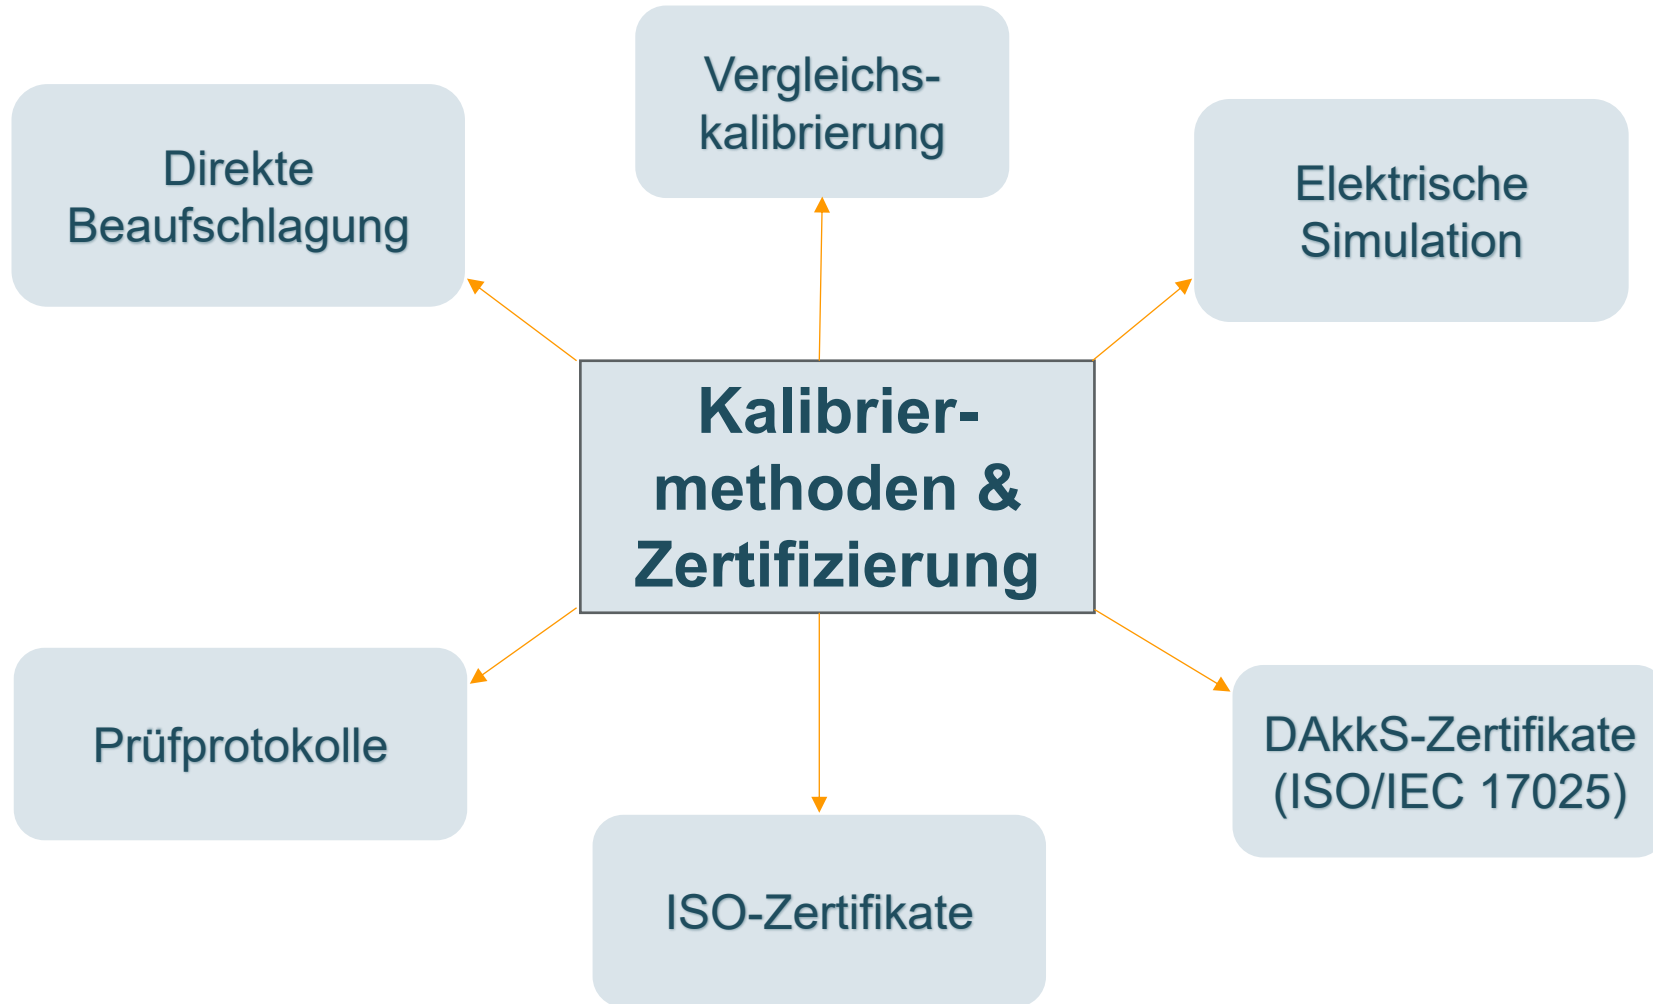 Vergleichs-
kalibrierung
Direkte
Beaufschlagung
Elektrische
Simulation
Kalibrier-
methoden &
Zertifizierung
Prüfprotokolle
DAkkS-Zertifikate
(ISO/IEC 17025)
ISO-Zertifikate